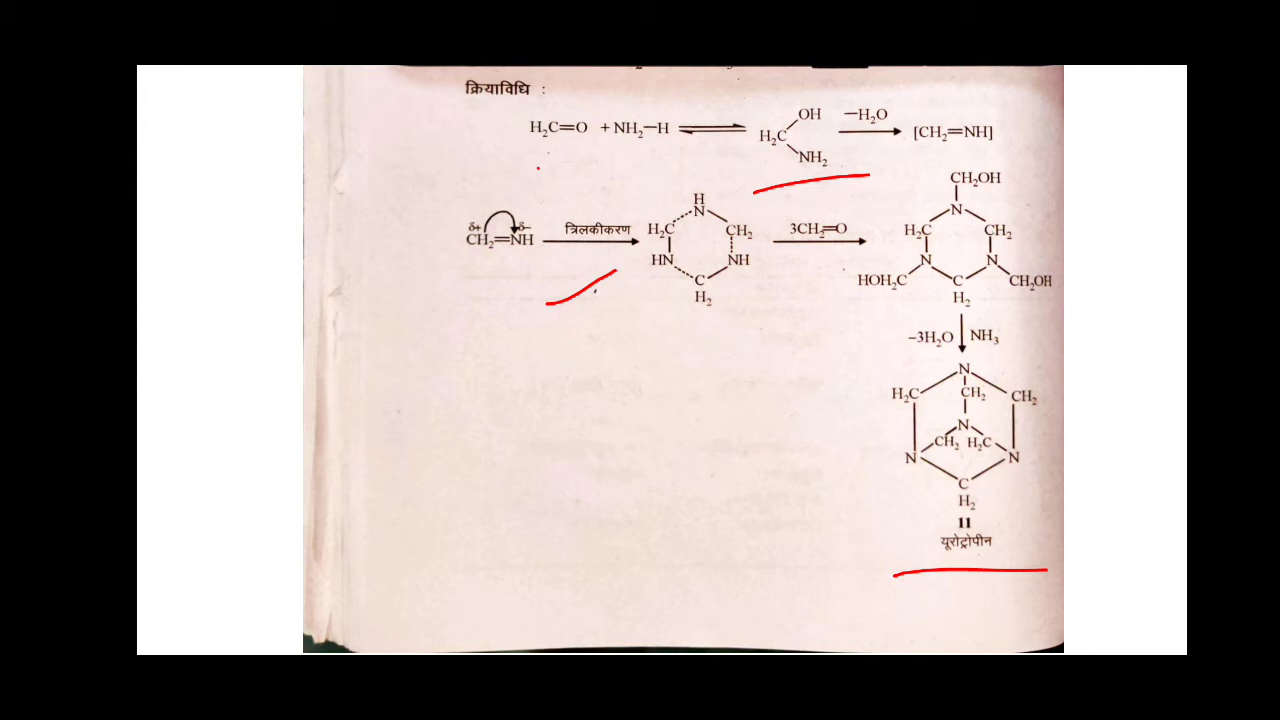 क्रियाविधि :
H₂C=O + NH₂–H ⇌ H₂C OH NH₂ –H₂O → [CH₂=NH]
δ+ δ–
CH₂=NH त्रिलकीकरण → H N H₂C CH₂ HN NH C H₂ 3CH₂=O → CH₂OH N H₂C CH₂ N N HOH₂C C CH₂OH H₂
–3H₂O NH₃
N
H₂C CH₂ CH₂
N
CH₂ H₂C
N N
C
H₂
11
यूरोट्रोपीन